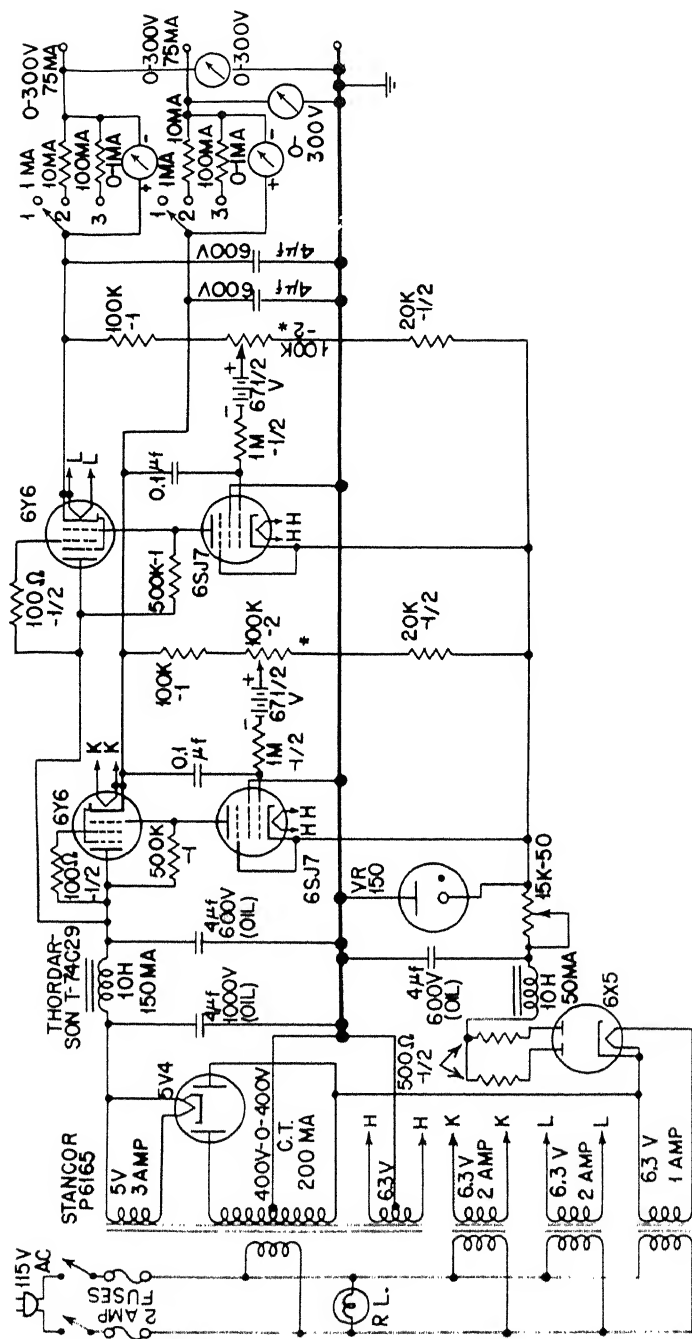 115V
AC
2 AMP
FUSES
STANCOR
P6165
5V
3 AMP
5V4
400V-0-400V
C.T.
200 MA
6.3V
H
H
R L.
6.3 V
2 AMP
K
K
6.3 V
2 AMP
L
L
6.3 V
1 AMP
THORDAR-
SON T-74C29
10H
150 MA
4µf
1000V
(OIL)
4µf
600V
(OIL)
500Ω
-1/2
6X5
10H
50MA
4µf
600V
(OIL)
VR
150
15K-50
100Ω
-1/2
6Y6
K
K
500K
-1
0.1
µf
6SJ7
H H
1M
-1/2
- +
67 1/2
V
100K
-1
100K
-2
*
20K
-1/2
100Ω
-1/2
6Y6
L
L
500K-1
0.1µf
6SJ7
H H
1M
-1/2
- +
67 1/2
V
100K
-1
100K
-2*
20K
-1/2
600V
4µf
600V
4µf
1
2
3
1 MA
10MA
100MA
0-1MA
+ -
0-300V
75MA
1
2
3
1MA
10MA
100MA
0-1MA
+ -
0-300V
75MA
0-300V
0-
300V